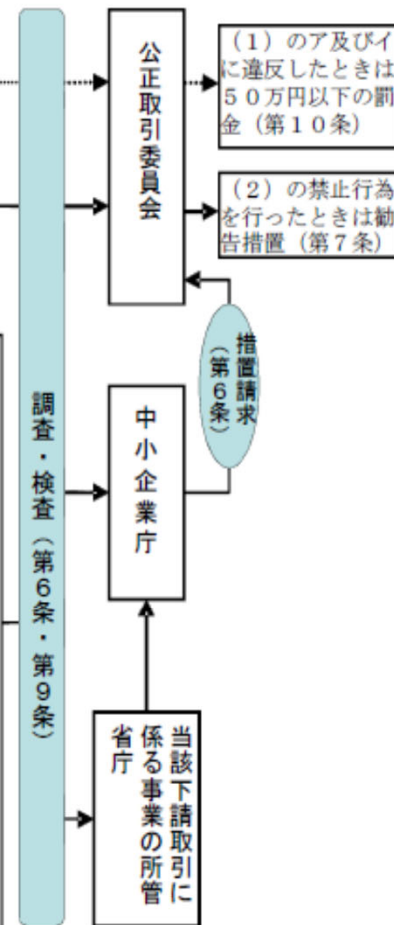 調査・検査（第６条・第９条）
公正取引委員会
（１）のア及びイ
に違反したときは
５０万円以下の罰
金（第１０条）
（２）の禁止行為
を行ったときは勧
告措置（第７条）
措置請求
（第６条）
中小企業庁
当該下請取引に
係る事業の所管
省庁